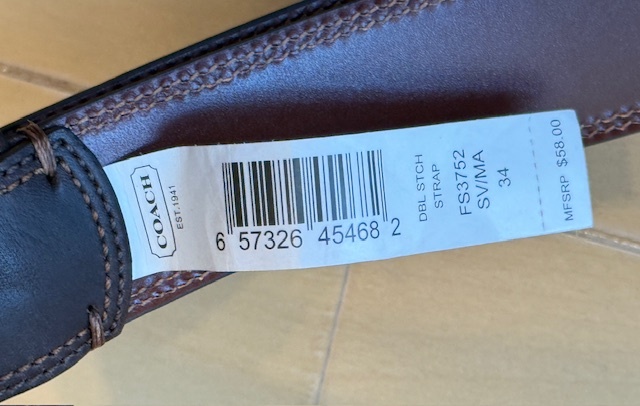 COACH
EST. 1941
6 57326 45468 2
DBL STCH
STRAP
FS3752
SV/MA
34
MFSRP $58.00